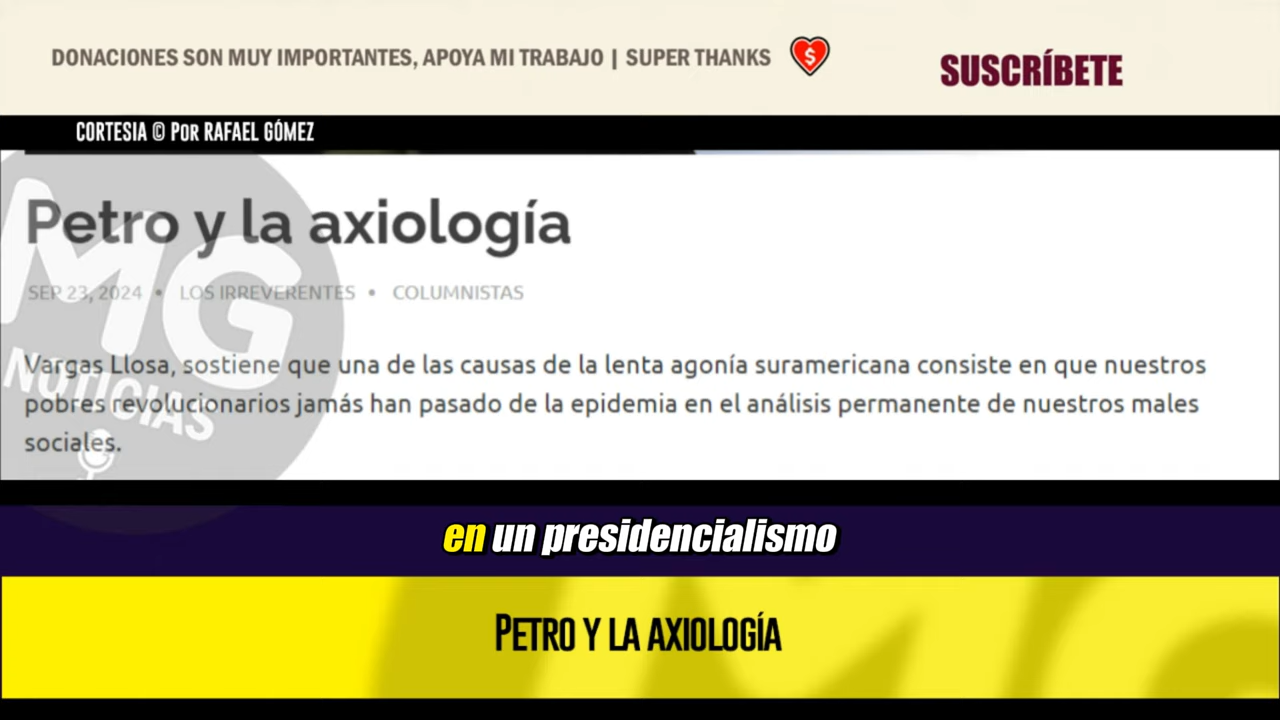 DONACIONES SON MUY IMPORTANTES, APOYA MI TRABAJO | SUPER THANKS $
SUSCRÍBETE
CORTESIA © Por RAFAEL GÓMEZ
Petro y la axiología
SEP 23, 2024 • LOS IRREVERENTES • COLUMNISTAS
Vargas Llosa, sostiene que una de las causas de la lenta agonía suramericana consiste en que nuestros
pobres revolucionarios jamás han pasado de la epidemia en el análisis permanente de nuestros males
sociales.
MG
NOTICIAS
en un presidencialismo
PETRO Y LA AXIOLOGÍA